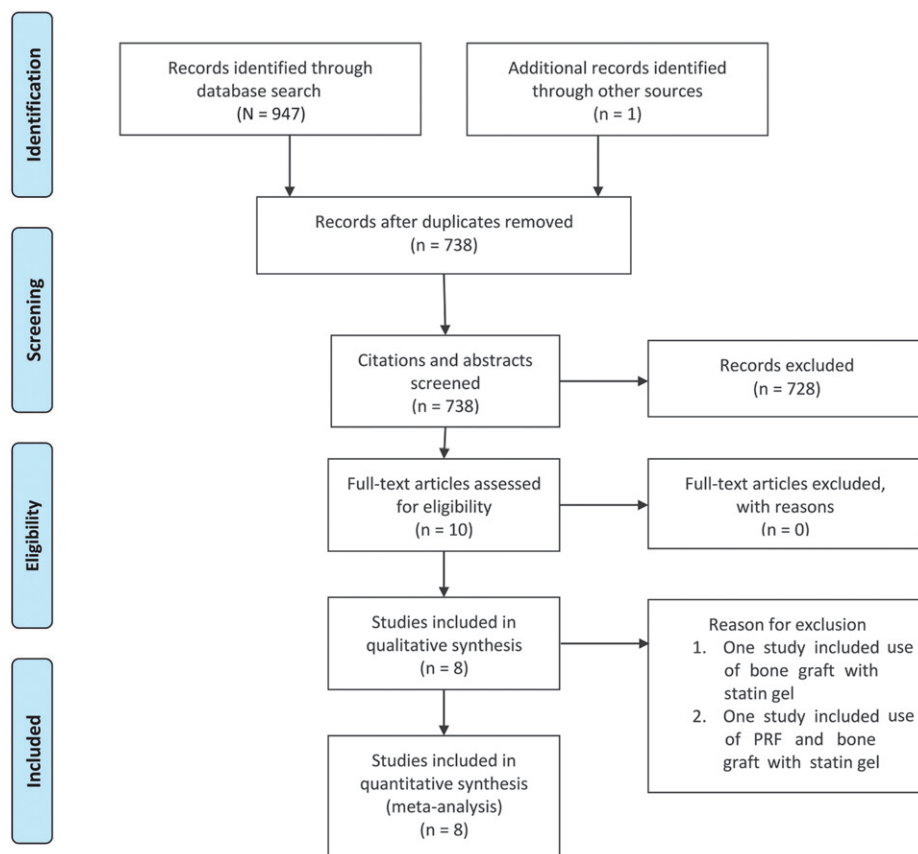 Identification
Records identified through
database search
(N = 947)
Additional records identified
through other sources
(n = 1)
Records after duplicates removed
(n = 738)
Screening
Citations and abstracts
screened
(n = 738)
Records excluded
(n = 728)
Eligibility
Full-text articles assessed
for eligibility
(n = 10)
Full-text articles excluded,
with reasons
(n = 0)
Studies included in
qualitative synthesis
(n = 8)
Reason for exclusion
1. One study included use
of bone graft with
statin gel
2. One study included use
of PRF and bone
graft with statin gel
Included
Studies included in
quantitative synthesis
(meta-analysis)
(n = 8)